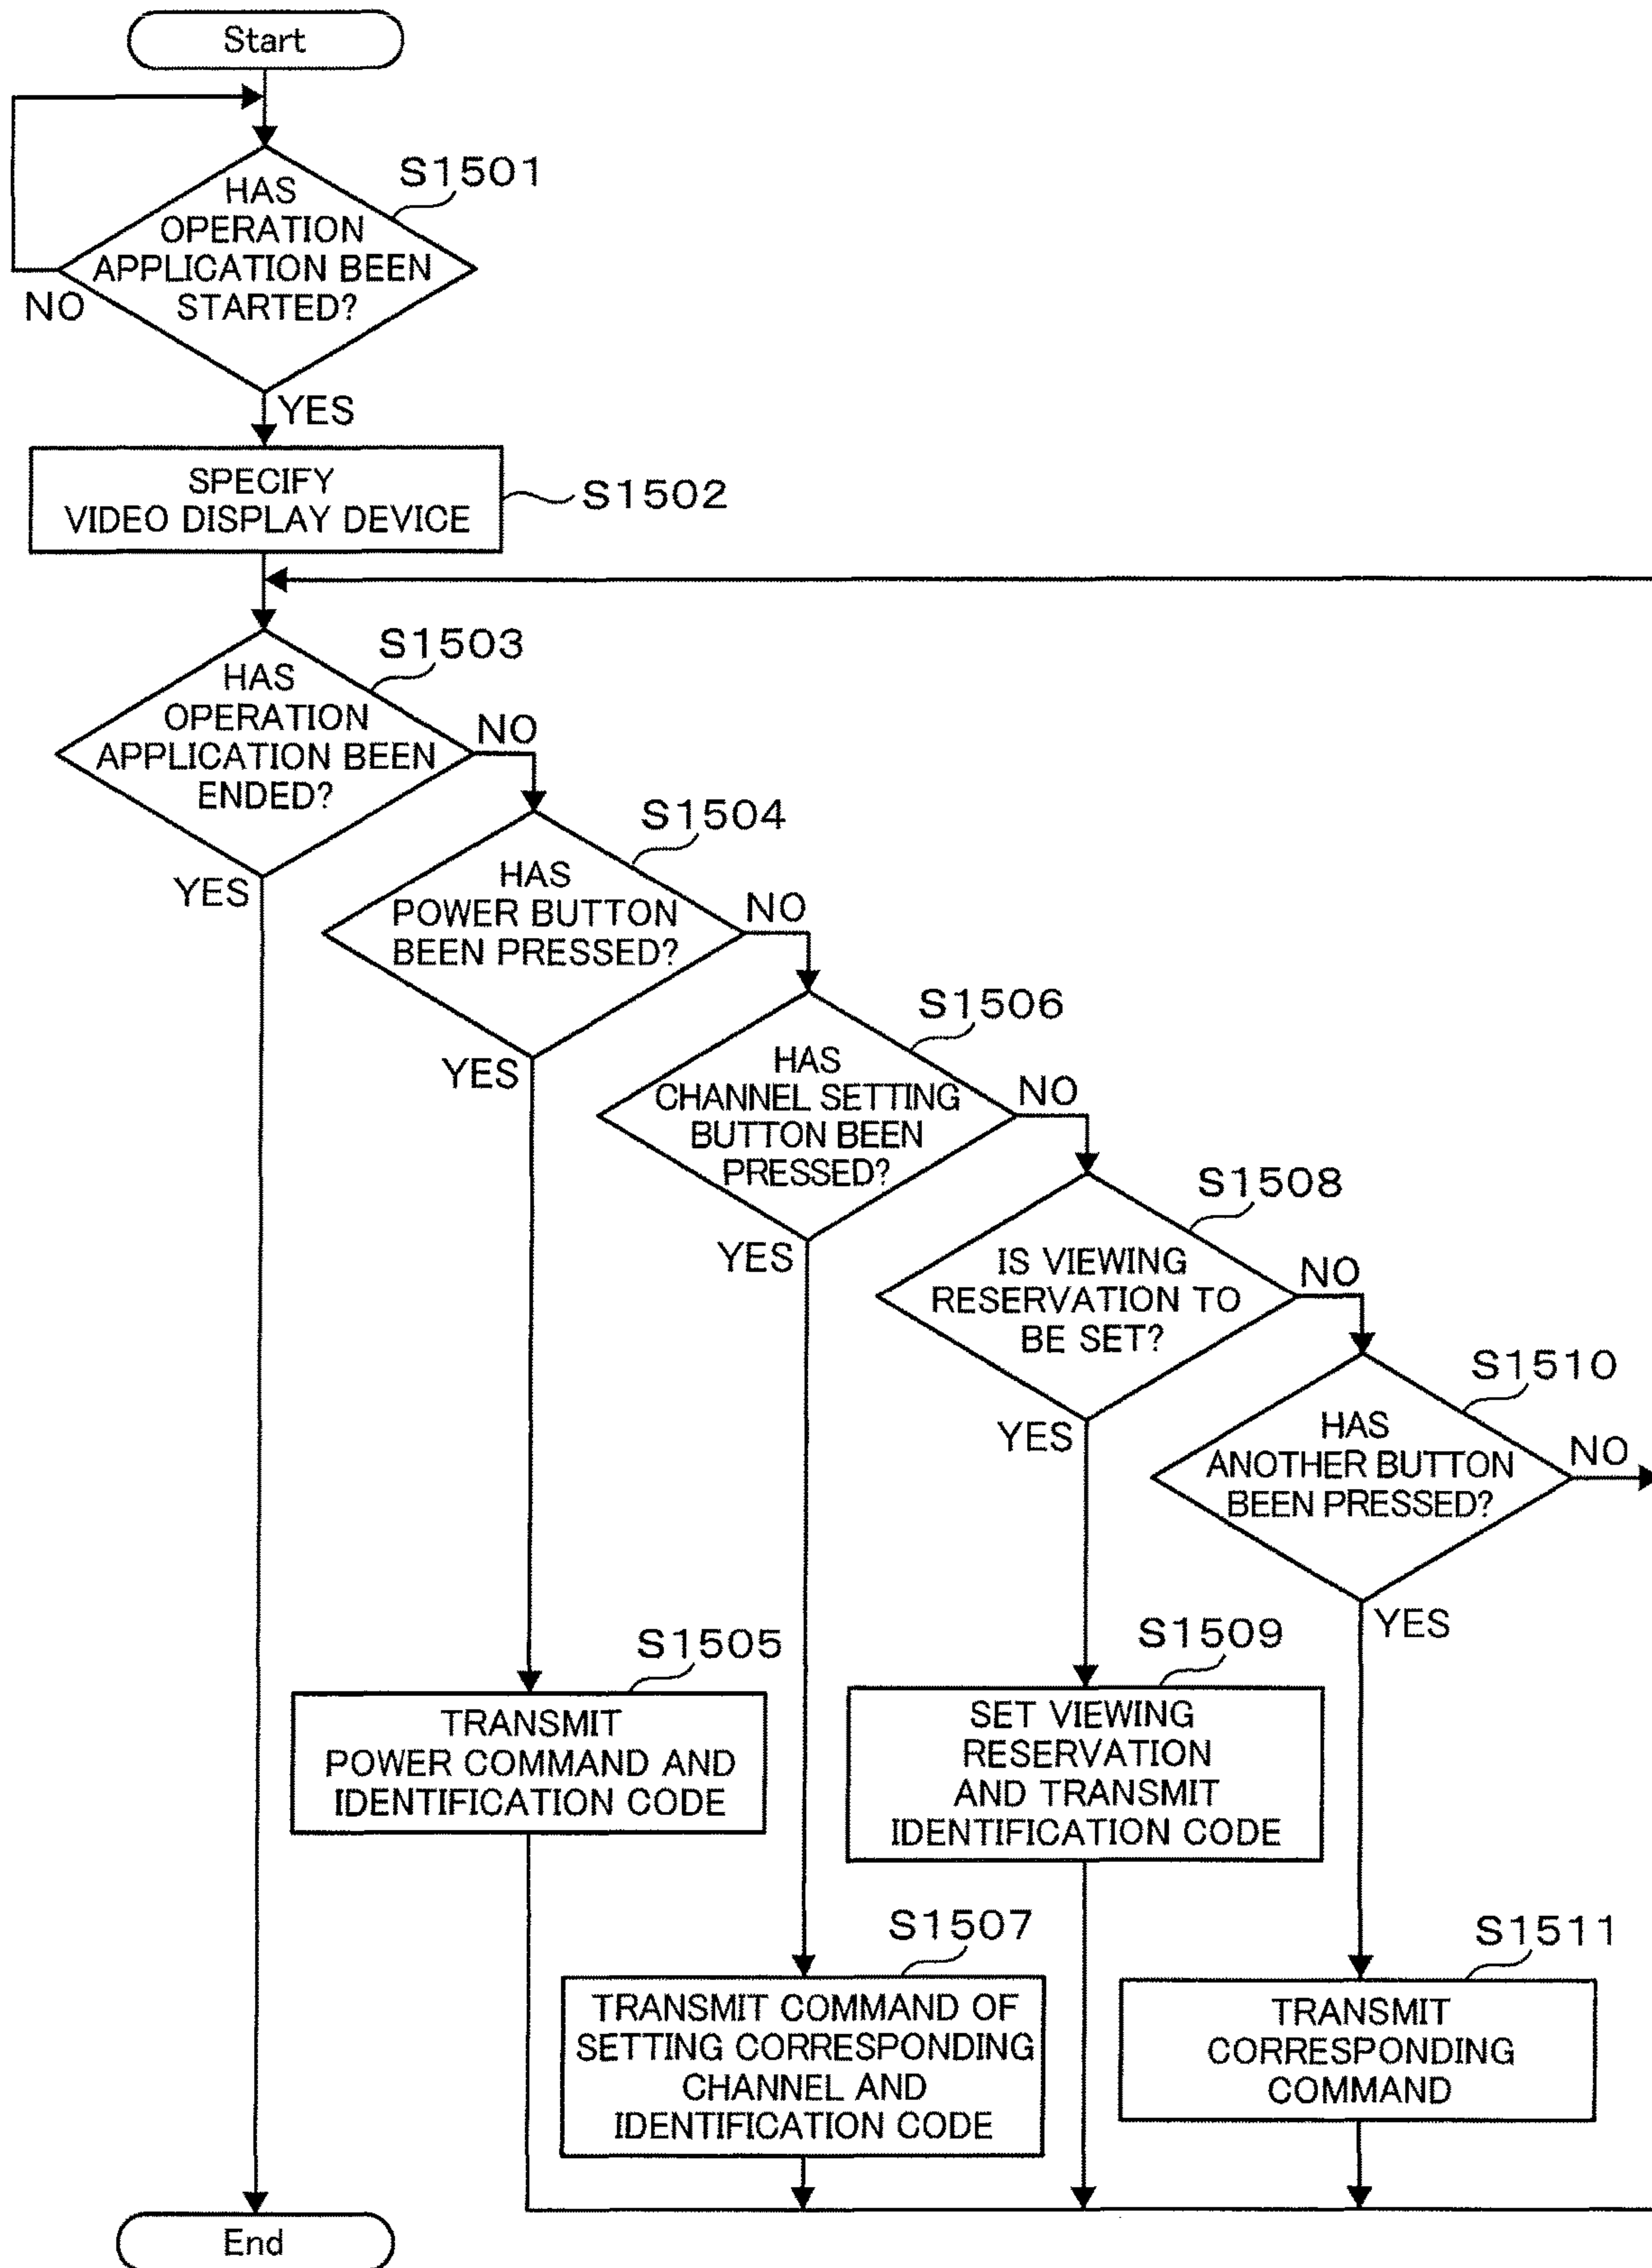 Start
S1501
HAS
OPERATION
APPLICATION BEEN
STARTED?
NO
YES
SPECIFY
VIDEO DISPLAY DEVICE
S1502
S1503
HAS
OPERATION
APPLICATION BEEN
ENDED?
NO
YES
S1504
HAS
POWER BUTTON
BEEN PRESSED?
NO
YES
S1506
HAS
CHANNEL SETTING
BUTTON BEEN
PRESSED?
NO
YES
S1508
IS VIEWING
RESERVATION TO
BE SET?
NO
YES
S1510
HAS
ANOTHER BUTTON
BEEN PRESSED?
NO
YES
S1505
TRANSMIT
POWER COMMAND AND
IDENTIFICATION CODE
S1509
SET VIEWING
RESERVATION
AND TRANSMIT
IDENTIFICATION CODE
S1507
TRANSMIT COMMAND OF
SETTING CORRESPONDING
CHANNEL AND
IDENTIFICATION CODE
S1511
TRANSMIT
CORRESPONDING
COMMAND
End